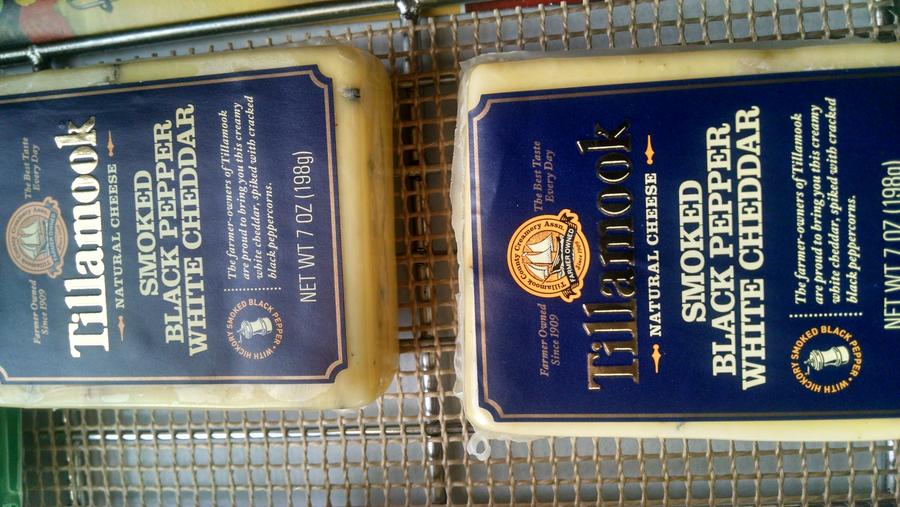 Farmer Owned
Since 1909
The Best Taste
Every Day
Tillamook
NATURAL CHEESE
SMOKED
BLACK PEPPER
WHITE CHEDDAR
The farmer-owners of Tillamook
are proud to bring you this creamy
white cheddar, spiked with cracked
black peppercorns.
WITH HICKORY SMOKED BLACK PEPPER •
NET WT 7 OZ (198g)
Farmer Owned
Since 1909
Tillamook County Creamery Assn.
FARMER OWNED
Since 1909
The Best Taste
Every Day
Tillamook
NATURAL CHEESE
SMOKED
BLACK PEPPER
WHITE CHEDDAR
The farmer-owners of Tillamook
are proud to bring you this creamy
white cheddar, spiked with cracked
black peppercorns.
WITH HICKORY SMOKED BLACK PEPPER •
NET WT 7 OZ (198g)